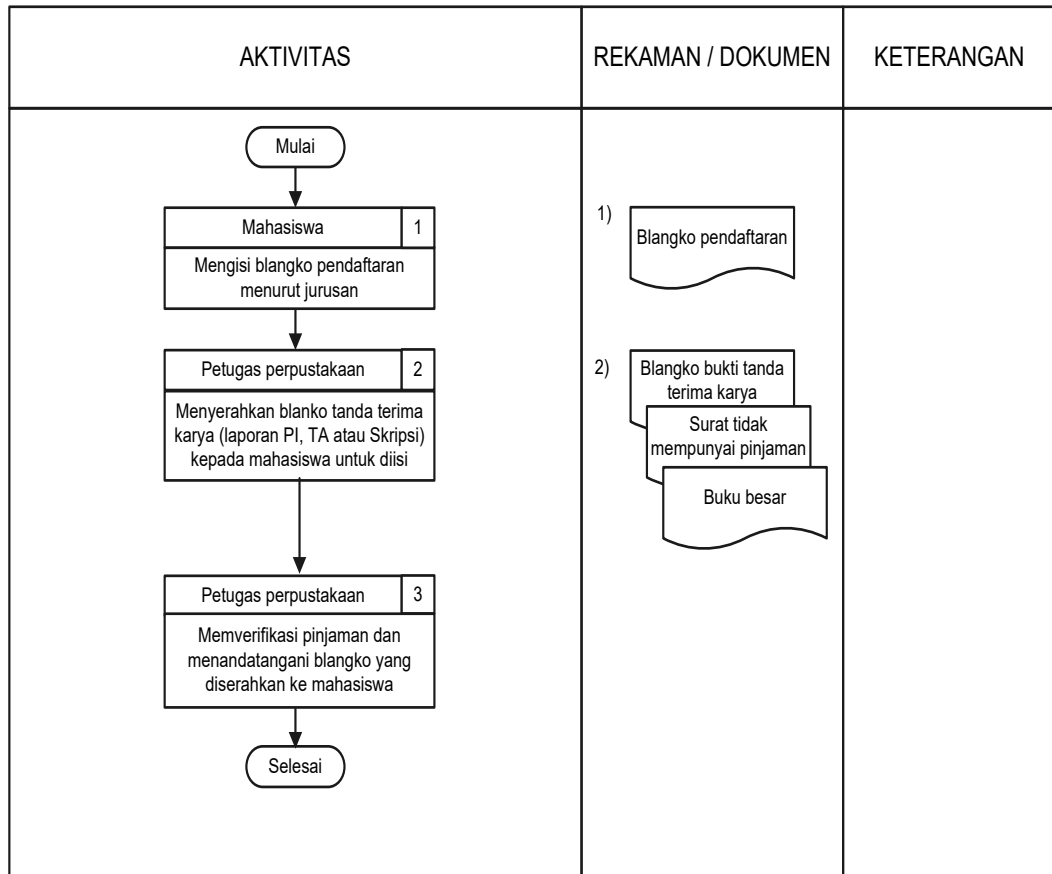 AKTIVITAS
REKAMAN / DOKUMEN
KETERANGAN
Mulai
Mahasiswa
1
Mengisi blangko pendaftaran
menurut jurusan
1)
Blangko pendaftaran
Petugas perpustakaan
2
Menyerahkan blanko tanda terima
karya (laporan PI, TA atau Skripsi)
kepada mahasiswa untuk diisi
2)
Blangko bukti tanda
terima karya
Surat tidak
mempunyai pinjaman
Buku besar
Petugas perpustakaan
3
Memverifikasi pinjaman dan
menandatangani blangko yang
diserahkan ke mahasiswa
Selesai